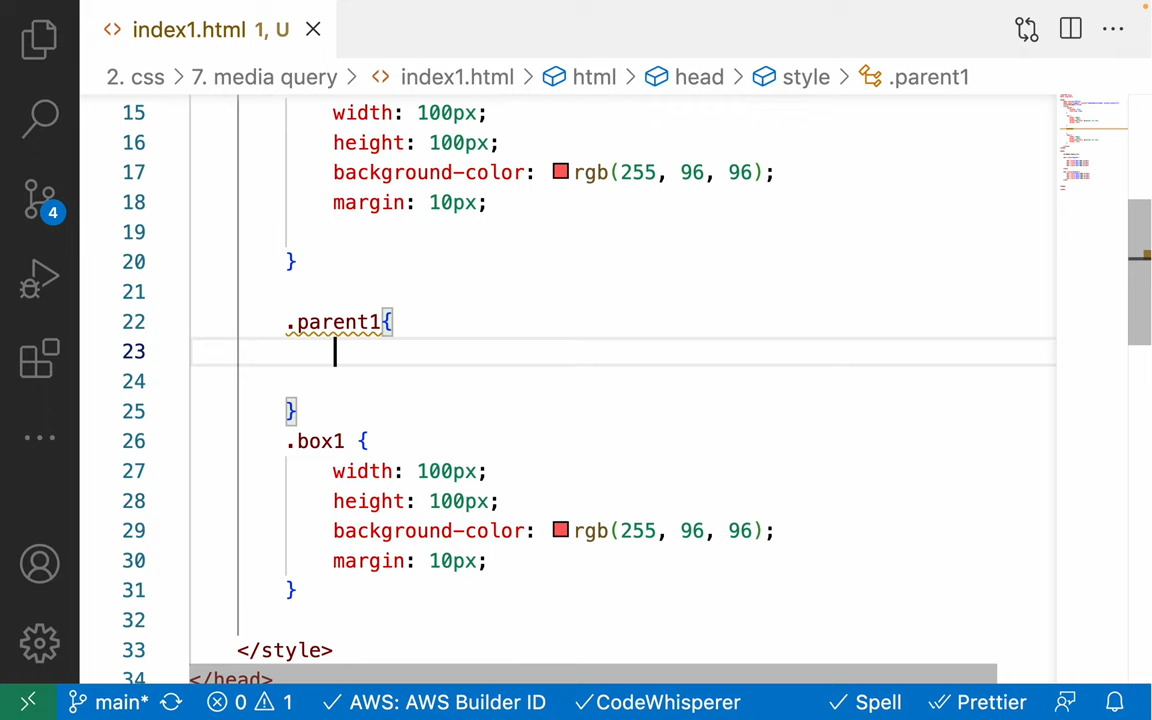 index1.html 1, U
2. css > 7. media query > index1.html > html > head > style > .parent1
15 width: 100px;
16 height: 100px;
17 background-color: rgb(255, 96, 96);
18 margin: 10px;
19
20 }
21
22 .parent1{
23
24
25 }
26 .box1 {
27 width: 100px;
28 height: 100px;
29 background-color: rgb(255, 96, 96);
30 margin: 10px;
31 }
32
33 </style>
34 </head>
4
main* 0 1 AWS: AWS Builder ID CodeWhisperer Spell Prettier